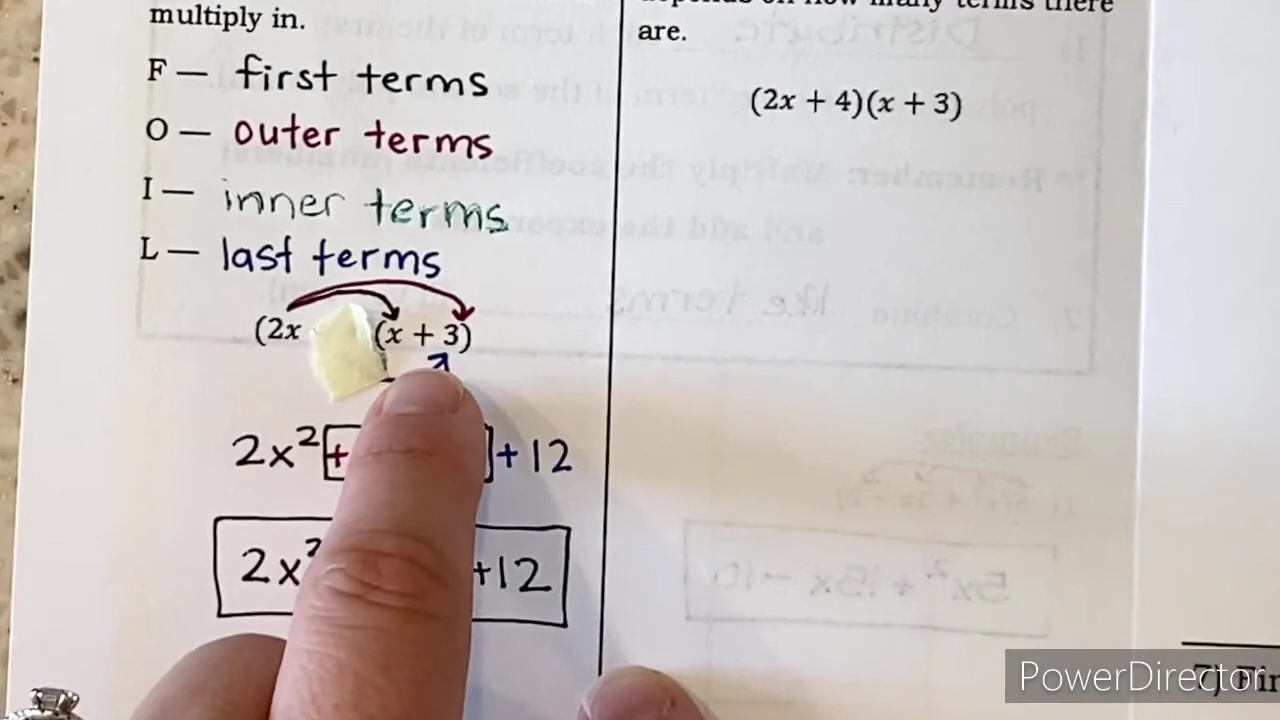 multiply in.
F — first terms
O — outer terms
I — inner terms
L — last terms
(2x (x + 3)
2x² + + 12
2x² +12
are.
(2x + 4)(x + 3)
PowerDirector